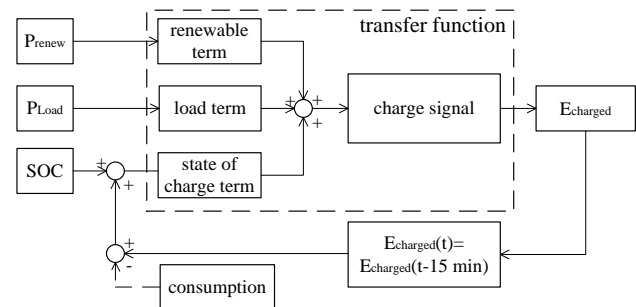 transfer function
Prenew
renewable
term
+
+ +
PLoad
load term
+
charge signal
Echarged
SOC
+
+
state of
charge term
+
-
Echarged(t)=
Echarged(t-15 min)
consumption